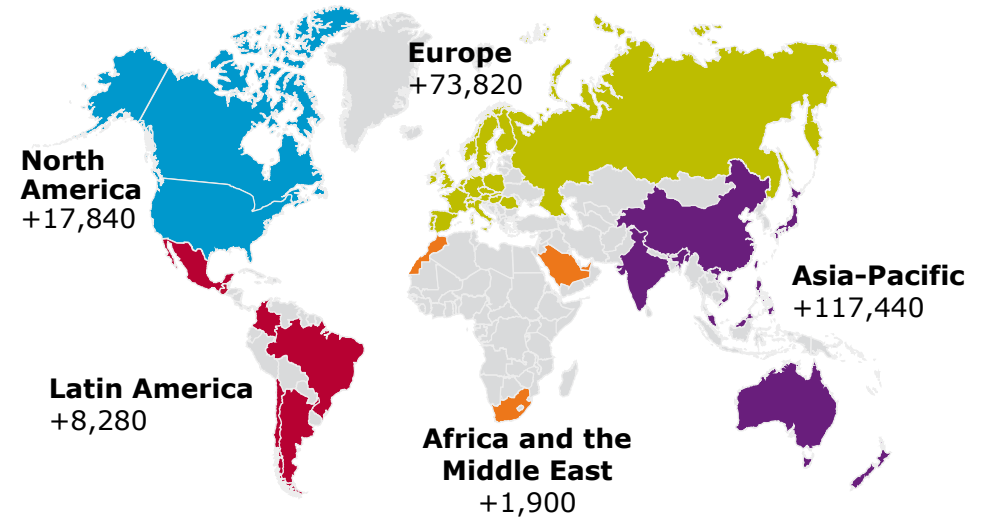 Europe
+73,820
North
America
+17,840
Asia-Pacific
+117,440
Latin America
+8,280
Africa and the
Middle East
+1,900